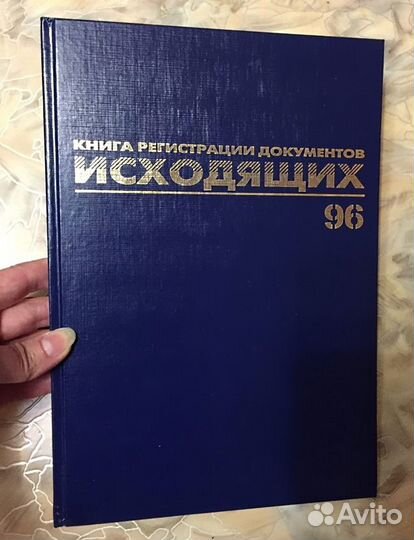 КНИГА РЕГИСТРАЦИИ ДОКУМЕНТОВ
ИСХОДЯЩИХ
96
Avito